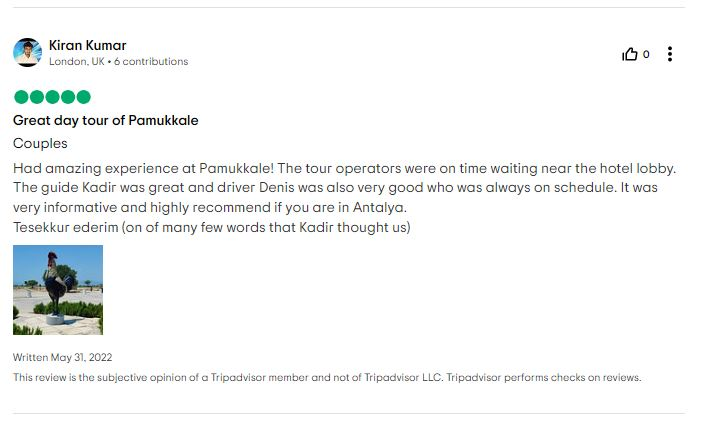 Kiran Kumar
London, UK • 6 contributions
0
Great day tour of Pamukkale
Couples
Had amazing experience at Pamukkale! The tour operators were on time waiting near the hotel lobby.
The guide Kadir was great and driver Denis was also very good who was always on schedule. It was
very informative and highly recommend if you are in Antalya.
Tesekkur ederim (on of many few words that Kadir thought us)
Written May 31, 2022
This review is the subjective opinion of a Tripadvisor member and not of Tripadvisor LLC. Tripadvisor performs checks on reviews.